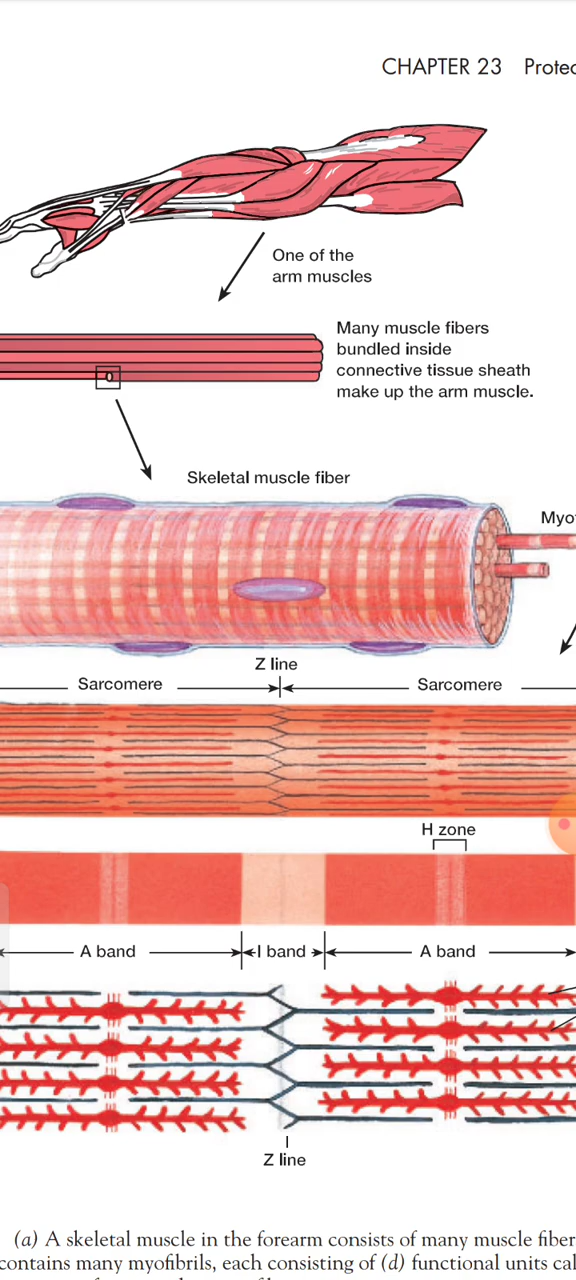 CHAPTER 23 Protec
One of the
arm muscles
Many muscle fibers
bundled inside
connective tissue sheath
make up the arm muscle.
Skeletal muscle fiber
Myof
Z line
Sarcomere
Sarcomere
H zone
A band
I band
A band
Z line
(a) A skeletal muscle in the forearm consists of many muscle fiber
contains many myofibrils, each consisting of (d) functional units cal